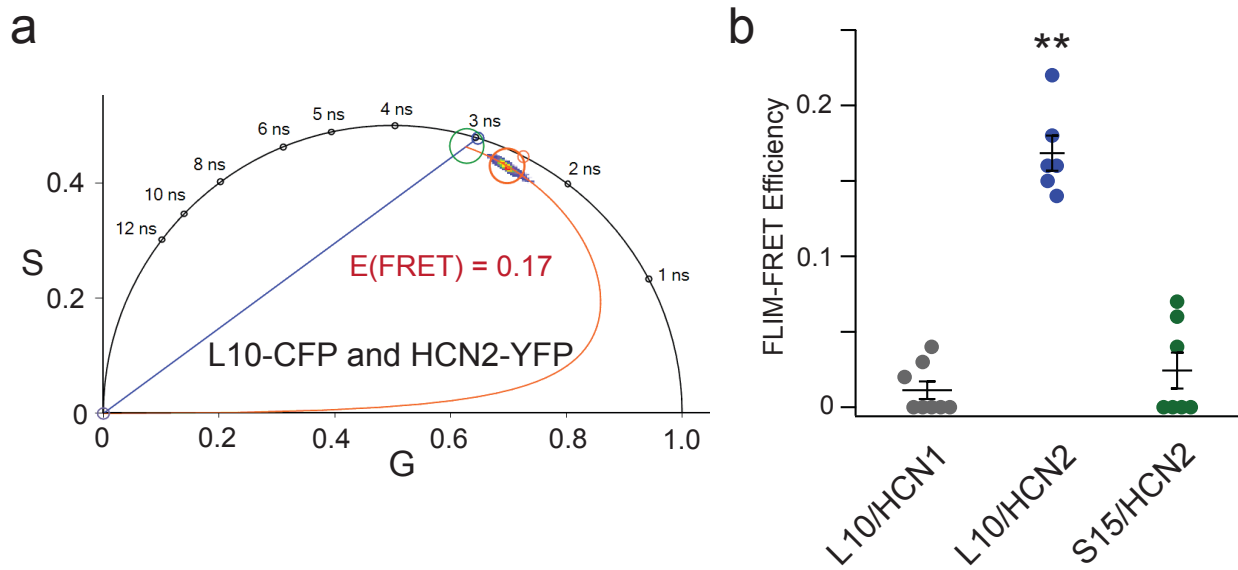 a
4 ns
5 ns
3 ns
6 ns
8 ns
2 ns
10 ns
12 ns
1 ns
0.4
0.2
0
S
E(FRET) = 0.17
L10-CFP and HCN2-YFP
0
0.2
0.4
0.6
0.8
1.0
G
b
**
FLIM-FRET Efficiency
0.2
0.1
0
L10/HCN1
L10/HCN2
S15/HCN2